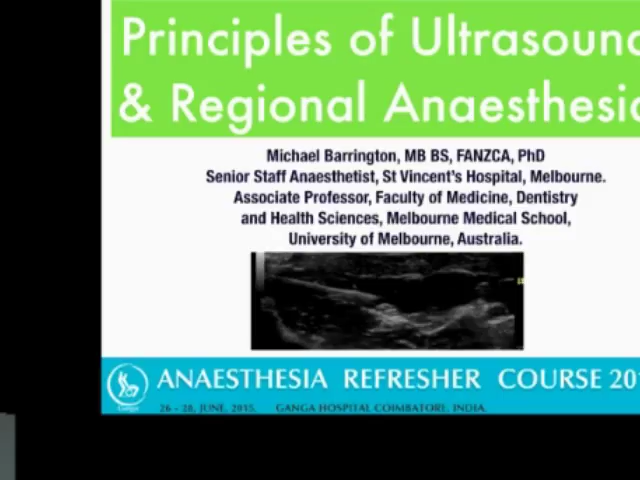 Principles of Ultrasound
& Regional Anaesthesia
Michael Barrington, MB BS, FANZCA, PhD
Senior Staff Anaesthetist, St Vincent's Hospital, Melbourne.
Associate Professor, Faculty of Medicine, Dentistry
and Health Sciences, Melbourne Medical School,
University of Melbourne, Australia.
ANAESTHESIA REFRESHER COURSE 201
Ganga
26 - 28, JUNE, 2015. GANGA HOSPITAL COIMBATORE, INDIA.